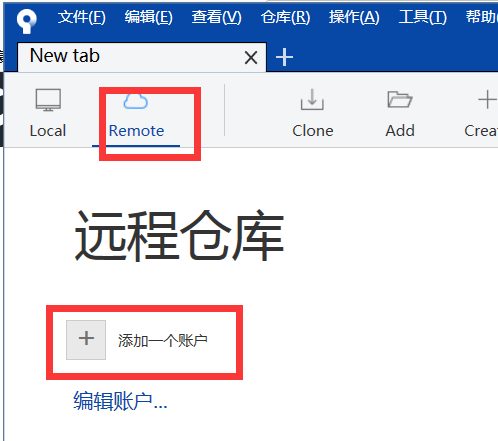 文件(F) 编辑(E) 查看(V) 仓库(R) 操作(A) 工具(T) 帮助
New tab
Local Remote Clone Add Crea
远程仓库
添加一个账户
编辑账户...